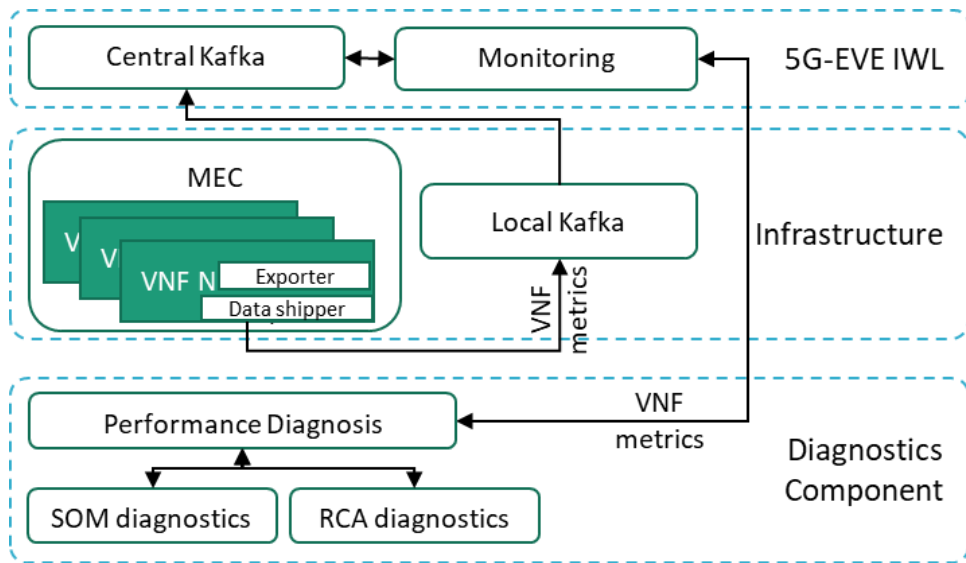 Central Kafka
Monitoring
5G-EVE IWL
MEC
V
V
VNF N
Exporter
Data shipper
Local Kafka
Infrastructure
VNF
metrics
Performance Diagnosis
VNF
metrics
Diagnostics
Component
SOM diagnostics
RCA diagnostics